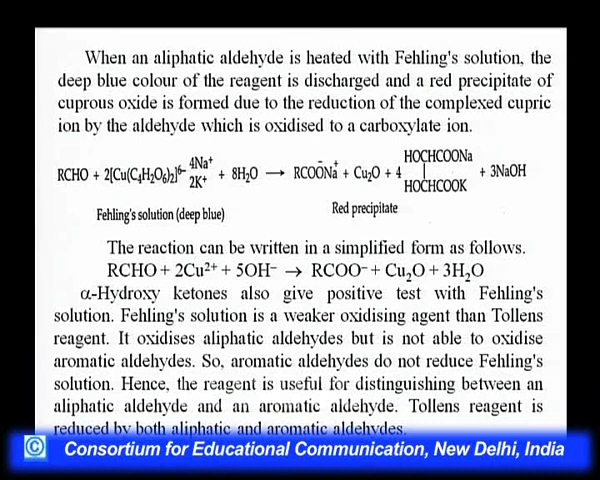 When an aliphatic aldehyde is heated with Fehling's solution, the
deep blue colour of the reagent is discharged and a red precipitate of
cuprous oxide is formed due to the reduction of the complexed cupric
ion by the aldehyde which is oxidised to a carboxylate ion.
HOCHCOONa
RCHO + 2[Cu(C₄H₂O₆)₂]⁶⁻ 4Na⁺ 2K⁺ + 8H₂O → RCOO⁻Na⁺ + Cu₂O + 4 | + 3NaOH
HOCHCOOK
Fehling's solution (deep blue) Red precipitate
The reaction can be written in a simplified form as follows.
RCHO + 2Cu²⁺ + 5OH⁻ → RCOO⁻ + Cu₂O + 3H₂O
α-Hydroxy ketones also give positive test with Fehling's
solution. Fehling's solution is a weaker oxidising agent than Tollens
reagent. It oxidises aliphatic aldehydes but is not able to oxidise
aromatic aldehydes. So, aromatic aldehydes do not reduce Fehling's
solution. Hence, the reagent is useful for distinguishing between an
aliphatic aldehyde and an aromatic aldehyde. Tollens reagent is
reduced by both aliphatic and aromatic aldehydes.
© Consortium for Educational Communication, New Delhi, India